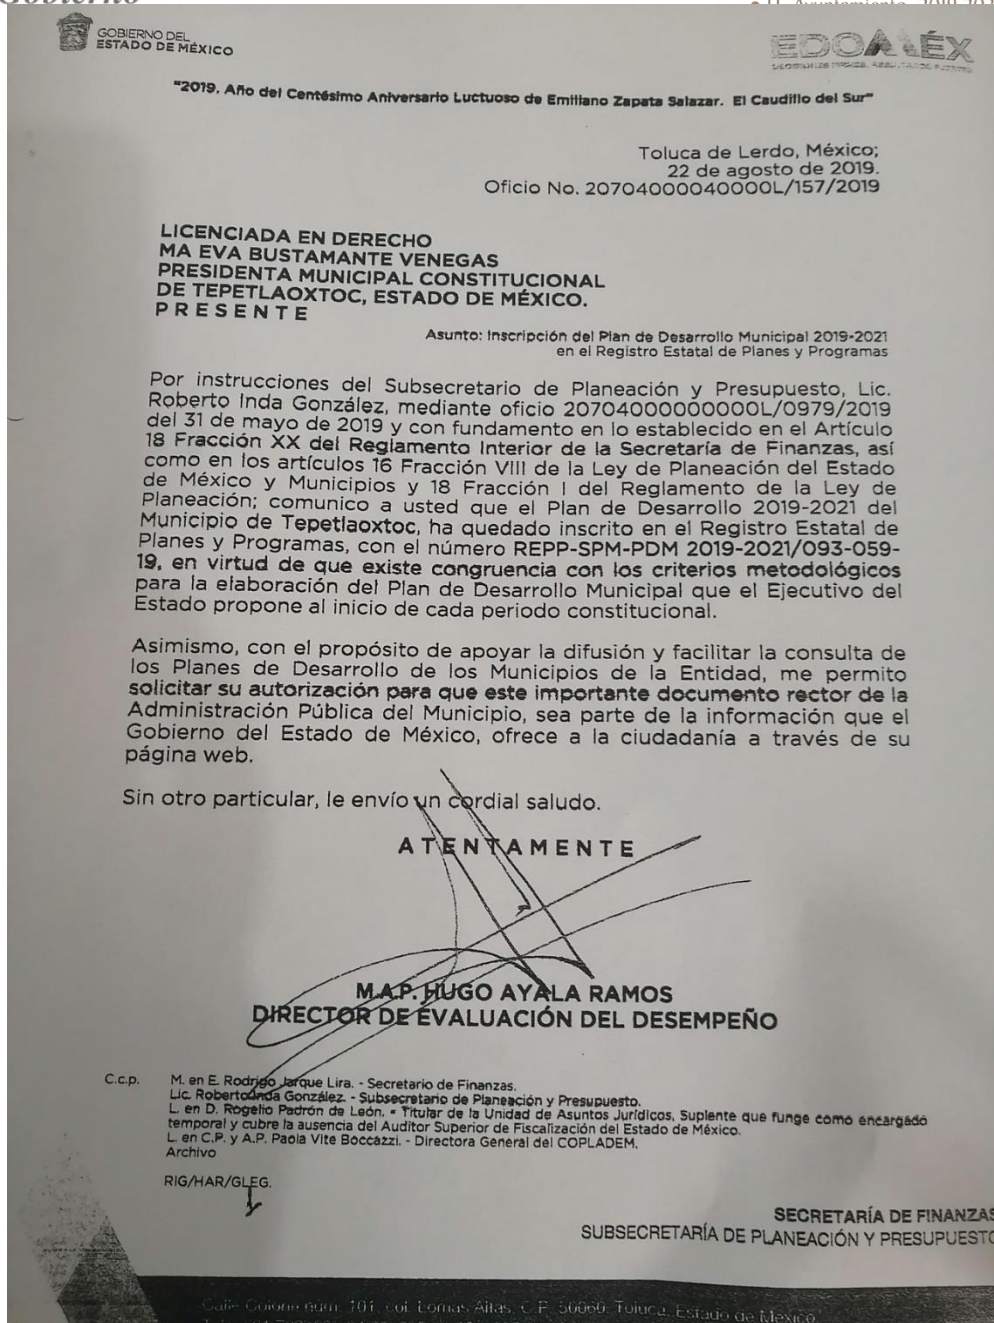 Gobierno
H. Ayuntamiento
GOBIERNO DEL
ESTADO DE MÉXICO
EDOMÉX
DECISIONES FIRMES, RESULTADOS FUERTES.
"2019. Año del Centésimo Aniversario Luctuoso de Emiliano Zapata Salazar. El Caudillo del Sur"
Toluca de Lerdo, México;
22 de agosto de 2019.
Oficio No. 20704000040000L/157/2019
LICENCIADA EN DERECHO
MA EVA BUSTAMANTE VENEGAS
PRESIDENTA MUNICIPAL CONSTITUCIONAL
DE TEPETLAOXTOC, ESTADO DE MÉXICO.
P R E S E N T E
Asunto: Inscripción del Plan de Desarrollo Municipal 2019-2021
en el Registro Estatal de Planes y Programas
Por instrucciones del Subsecretario de Planeación y Presupuesto, Lic.
Roberto Inda González, mediante oficio 20704000000000L/0979/2019
del 31 de mayo de 2019 y con fundamento en lo establecido en el Artículo
18 Fracción XX del Reglamento Interior de la Secretaría de Finanzas, así
como en los artículos 16 Fracción VIII de la Ley de Planeación del Estado
de México y Municipios y 18 Fracción I del Reglamento de la Ley de
Planeación; comunico a usted que el Plan de Desarrollo 2019-2021 del
Municipio de Tepetlaoxtoc, ha quedado inscrito en el Registro Estatal de
Planes y Programas, con el número REPP-SPM-PDM 2019-2021/093-059-
19, en virtud de que existe congruencia con los criterios metodológicos
para la elaboración del Plan de Desarrollo Municipal que el Ejecutivo del
Estado propone al inicio de cada periodo constitucional.
Asimismo, con el propósito de apoyar la difusión y facilitar la consulta de
los Planes de Desarrollo de los Municipios de la Entidad, me permito
solicitar su autorización para que este importante documento rector de la
Administración Pública del Municipio, sea parte de la información que el
Gobierno del Estado de México, ofrece a la ciudadanía a través de su
página web.
Sin otro particular, le envío un cordial saludo.
A T E N T A M E N T E
M.A.P. HUGO AYALA RAMOS
DIRECTOR DE EVALUACIÓN DEL DESEMPEÑO
C.c.p. M. en E. Rodrigo Jarque Lira. - Secretario de Finanzas.
Lic. Roberto Inda González. - Subsecretario de Planeación y Presupuesto.
L. en D. Rogelio Padrón de León. - Titular de la Unidad de Asuntos Jurídicos, Suplente que funge como encargado
temporal y cubre la ausencia del Auditor Superior de Fiscalización del Estado de México.
L. en C.P. y A.P. Paola Vite Boccazzi. - Directora General del COPLADEM.
Archivo
RIG/HAR/GLEG.
SECRETARÍA DE FINANZAS
SUBSECRETARÍA DE PLANEACIÓN Y PRESUPUESTO
Calle núm. 101, col. Lomas Altas, C.P. 50060, Toluca, Estado de México